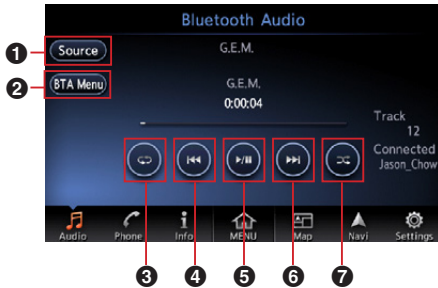 Bluetooth Audio
1 Source
G.E.M.
2 BTA Menu
G.E.M.
0:00:04
Track
12
Connected
Jason_Chow
Audio Phone Info MENU Map Navi Settings
3 4 5 6 7